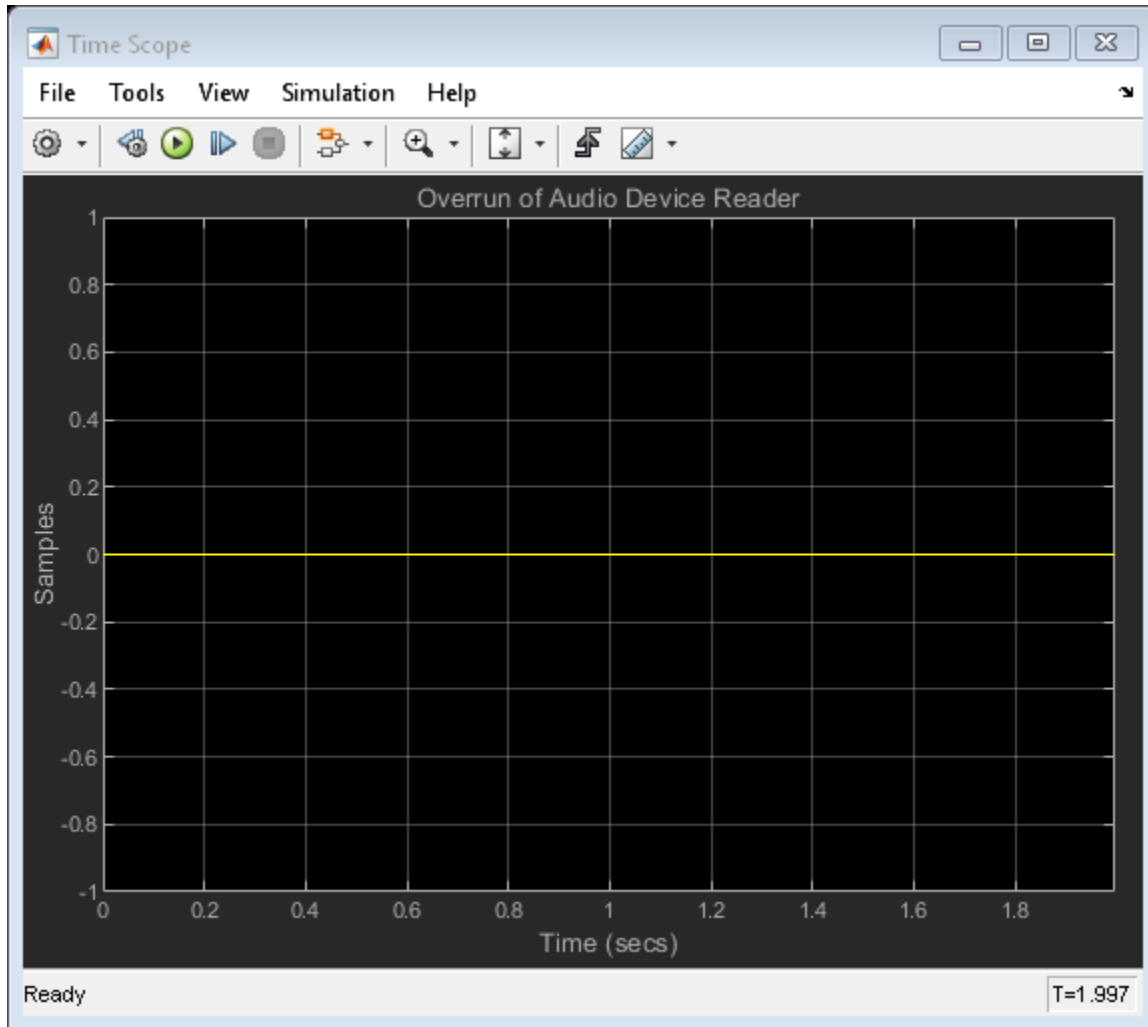 Time Scope
File Tools View Simulation Help
Overrun of Audio Device Reader
1
0.8
0.6
0.4
0.2
0
-0.2
-0.4
-0.6
-0.8
-1
Samples
0 0.2 0.4 0.6 0.8 1 1.2 1.4 1.6 1.8
Time (secs)
Ready T=1.997